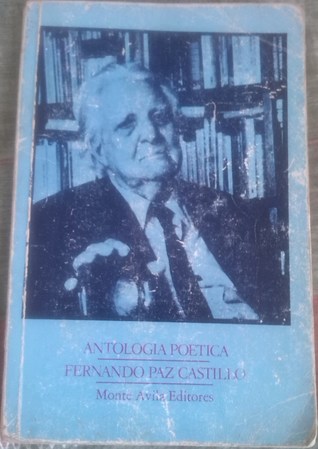 ANTOLOGIA POETICA
FERNANDO PAZ CASTILLO
Monte Avila Editores